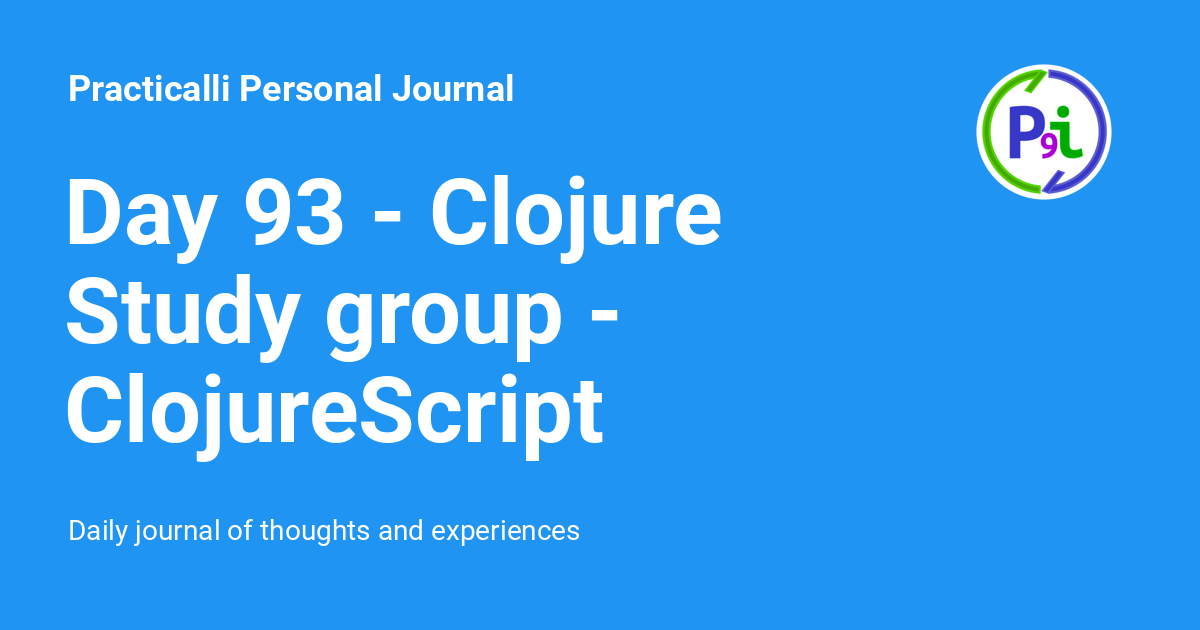 Practicalli Personal Journal
P9i
Day 93 - Clojure
Study group -
ClojureScript
Daily journal of thoughts and experiences